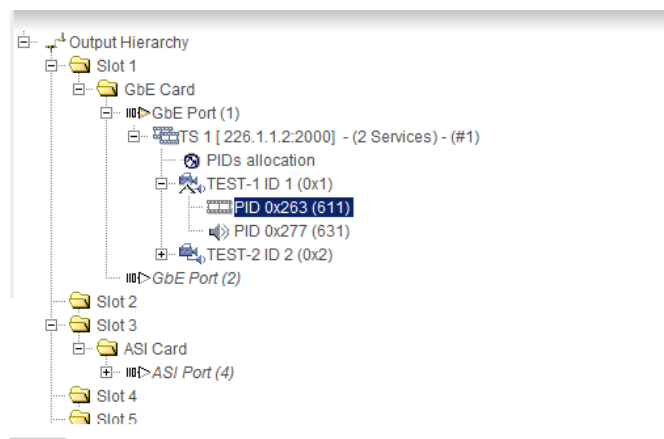 Output Hierarchy
Slot 1
GbE Card
GbE Port (1)
TS 1 [ 226.1.1.2:2000] - (2 Services) - (#1)
PIDs allocation
TEST-1 ID 1 (0x1)
PID 0x263 (611)
PID 0x277 (631)
TEST-2 ID 2 (0x2)
GbE Port (2)
Slot 2
Slot 3
ASI Card
ASI Port (4)
Slot 4
Slot 5